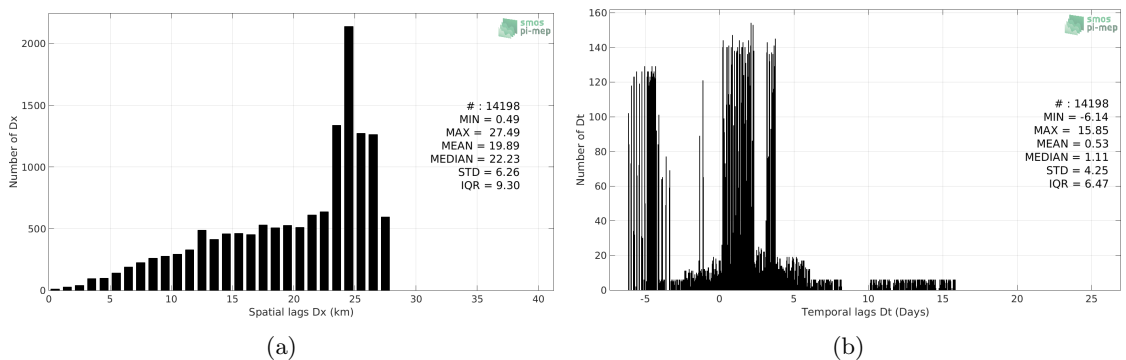 smos
pi-mep
2000
1500
1000
500
0
Number of Dx
# : 14198
MIN = 0.49
MAX = 27.49
MEAN = 19.89
MEDIAN = 22.23
STD = 6.26
IQR = 9.30
0 5 10 15 20 25 30 35 40
Spatial lags Dx (km)
(a)
smos
pi-mep
160
140
120
100
80
60
40
20
0
Number of Dt
# : 14198
MIN = -6.14
MAX = 15.85
MEAN = 0.53
MEDIAN = 1.11
STD = 4.25
IQR = 6.47
-5 0 5 10 15 20 25
Temporal lags Dt (Days)
(b)